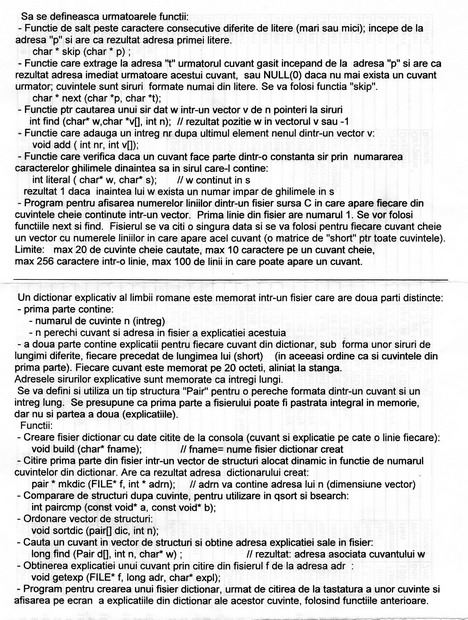 Sa se defineasca urmatoarele functii:
- Functie de salt peste caractere consecutive diferite de litere (mari sau mici); incepe de la
adresa "p" si are ca rezultat adresa primei litere.
char * skip (char * p) ;
- Functie care extrage la adresa "t" urmatorul cuvant gasit incepand de la adresa "p" si are ca
rezultat adresa imediat urmatoare acestui cuvant, sau NULL(0) daca nu mai exista un cuvant
urmator; cuvintele sunt siruri formate numai din litere. Se va folosi functia "skip".
char * next (char *p, char *t);
- Functie ptr cautarea unui sir dat w intr-un vector v de n pointeri la siruri
int find (char* w,char *v[], int n); // rezultat pozitie w in vectorul v sau -1
- Functie care adauga un intreg nr dupa ultimul element nenul dintr-un vector v:
void add ( int nr, int v[]);
- Functie care verifica daca un cuvant face parte dintr-o constanta sir prin numararea
caracterelor ghilimele dinaintea sa in sirul care-l contine:
int literal ( char* w, char* s); // w continut in s
rezultat 1 daca inaintea lui w exista un numar impar de ghilimele in s
- Program pentru afisarea numerelor liniilor dintr-un fisier sursa C in care apare fiecare din
cuvintele cheie continute intr-un vector. Prima linie din fisier are numarul 1. Se vor folosi
functiile next si find. Fisierul se va citi o singura data si se va folosi pentru fiecare cuvant cheie
un vector cu numerele liniilor in care apare acel cuvant (o matrice de "short" ptr toate cuvintele).
Limite: max 20 de cuvinte cheie cautate, max 10 caractere pe un cuvant cheie,
max 256 caractere intr-o linie, max 100 de linii in care poate apare un cuvant.
Un dictionar explicativ al limbii romane este memorat intr-un fisier care are doua parti distincte:
- prima parte contine:
- numarul de cuvinte n (intreg)
- n perechi cuvant si adresa in fisier a explicatiei acestuia
- a doua parte contine explicatii pentru fiecare cuvant din dictionar, sub forma unor siruri de
lungimi diferite, fiecare precedat de lungimea lui (short) (in aceeasi ordine ca si cuvintele din
prima parte). Fiecare cuvant este memorat pe 20 octeti, aliniat la stanga.
Adresele sirurilor explicative sunt memorate ca intregi lungi.
Se va defini si utiliza un tip structura "Pair" pentru o pereche formata dintr-un cuvant si un
intreg lung. Se presupune ca prima parte a fisierului poate fi pastrata integral in memorie,
dar nu si partea a doua (explicatiile).
Functii:
- Creare fisier dictionar cu date citite de la consola (cuvant si explicatie pe cate o linie fiecare):
void build (char* fname); // fname= nume fisier dictionar creat
- Citire prima parte din fisier intr-un vector de structuri alocat dinamic in functie de numarul
cuvintelor din dictionar. Are ca rezultat adresa dictionarului creat:
pair * mkdic (FILE* f, int * adrn); // adrn va contine adresa lui n (dimensiune vector)
- Comparare de structuri dupa cuvinte, pentru utilizare in qsort si bsearch:
int paircmp (const void* a, const void* b);
- Ordonare vector de structuri:
void sortdic (pair[] dic, int n);
- Cauta un cuvant in vector de structuri si obtine adresa explicatiei sale in fisier:
long find (Pair d[], int n, char* w) ; // rezultat: adresa asociata cuvantului w
- Obtinerea explicatiei unui cuvant prin citire din fisierul f de la adresa adr :
void getexp (FILE* f, long adr, char* expl);
- Program pentru crearea unui fisier dictionar, urmat de citirea de la tastatura a unor cuvinte si
afisarea pe ecran a explicatiile din dictionar ale acestor cuvinte, folosind functiile anterioare.